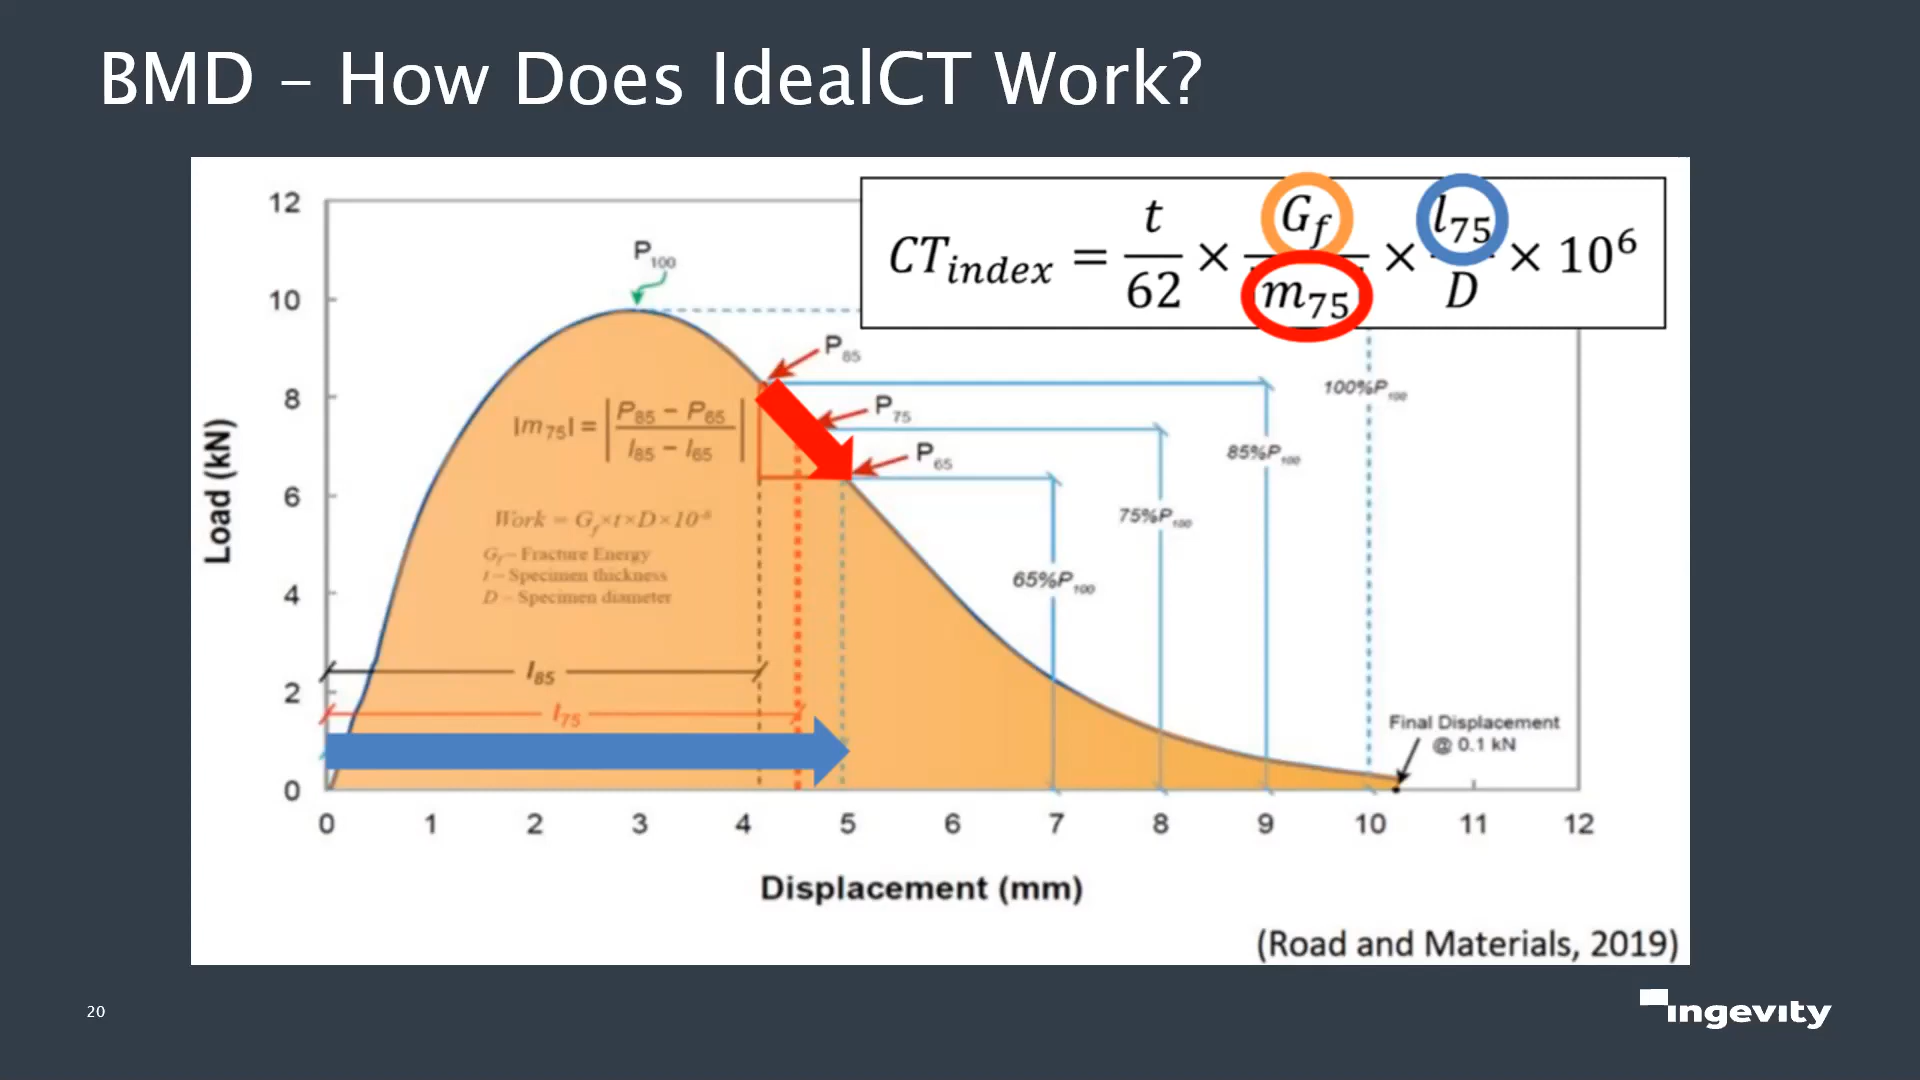 BMD – How Does IdealCT Work?
CT_index = t/62 × G_f/m_75 × l_75/D × 10^6
12
10
8
6
4
2
0
Load (kN)
P_100
P_85
P_75
P_65
|m_75| = |(P_85 − P_65)/(l_85 − l_65)|
Work = G_f×t×D×10^-6
G_f – Fracture Energy
t – Specimen thickness
D – Specimen diameter
100%P_100
85%P_100
75%P_100
65%P_100
l_85
l_75
Final Displacement
@ 0.1 kN
0 1 2 3 4 5 6 7 8 9 10 11 12
Displacement (mm)
(Road and Materials, 2019)
20
ingevity